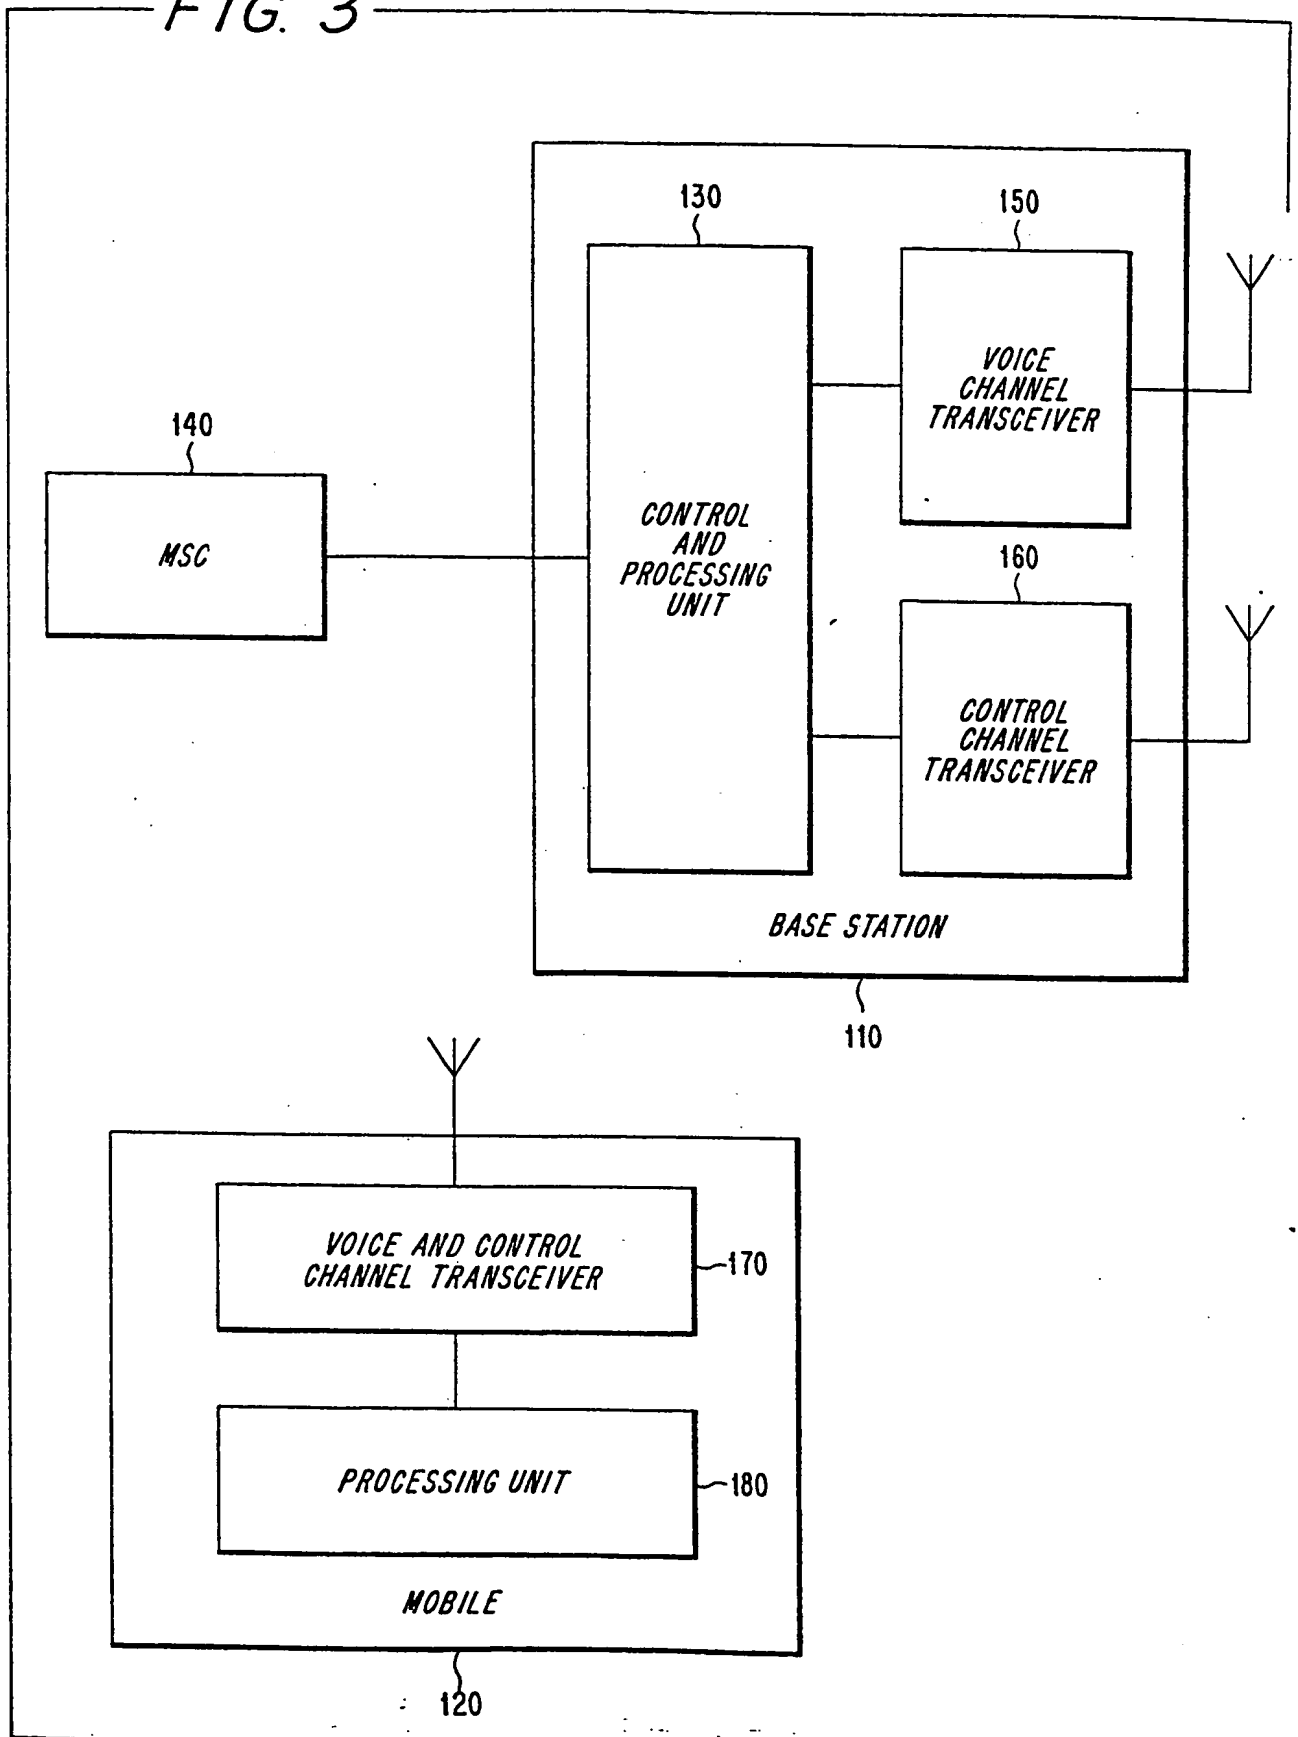 FIG. 3
130
150
VOICE
CHANNEL
TRANSCEIVER
140
MSC
CONTROL
AND
PROCESSING
UNIT
160
CONTROL
CHANNEL
TRANSCEIVER
BASE STATION
110
VOICE AND CONTROL
CHANNEL TRANSCEIVER
170
PROCESSING UNIT
180
MOBILE
120